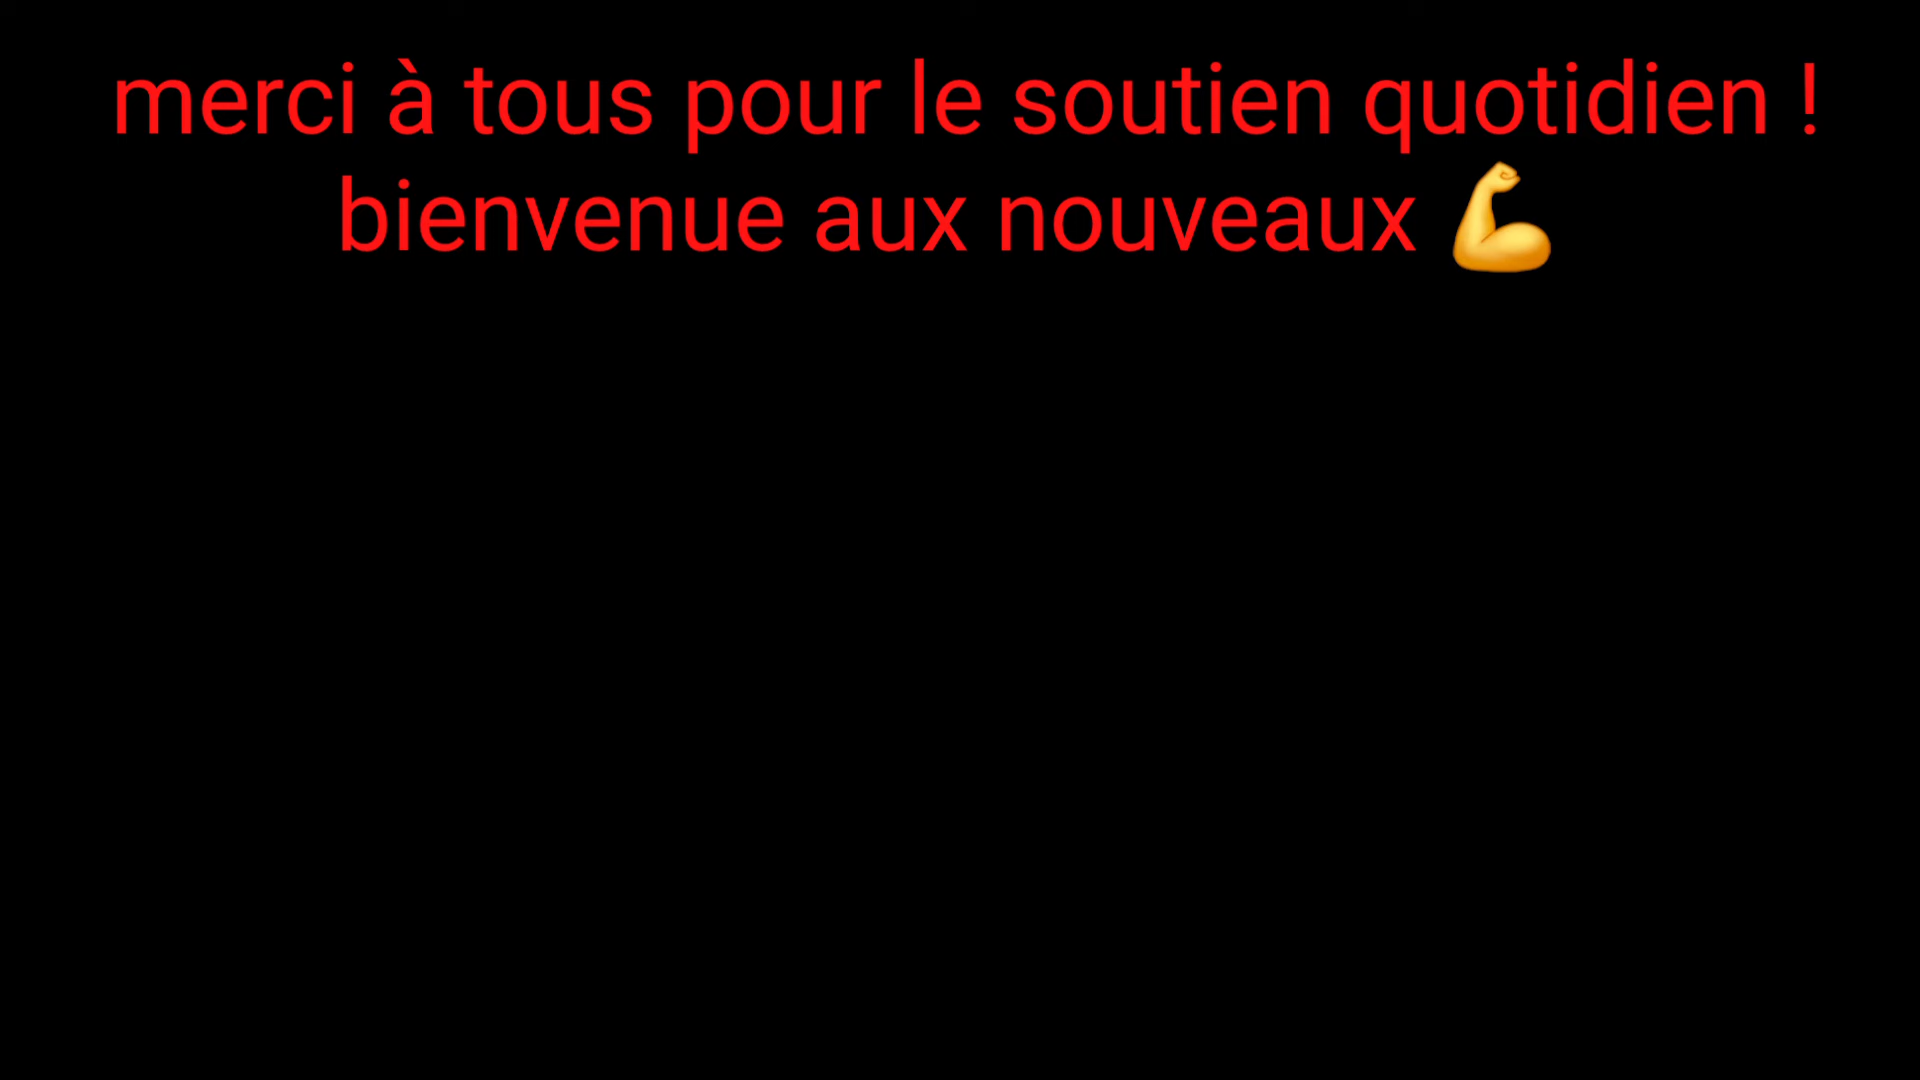 merci à tous pour le soutien quotidien !
bienvenue aux nouveaux 💪